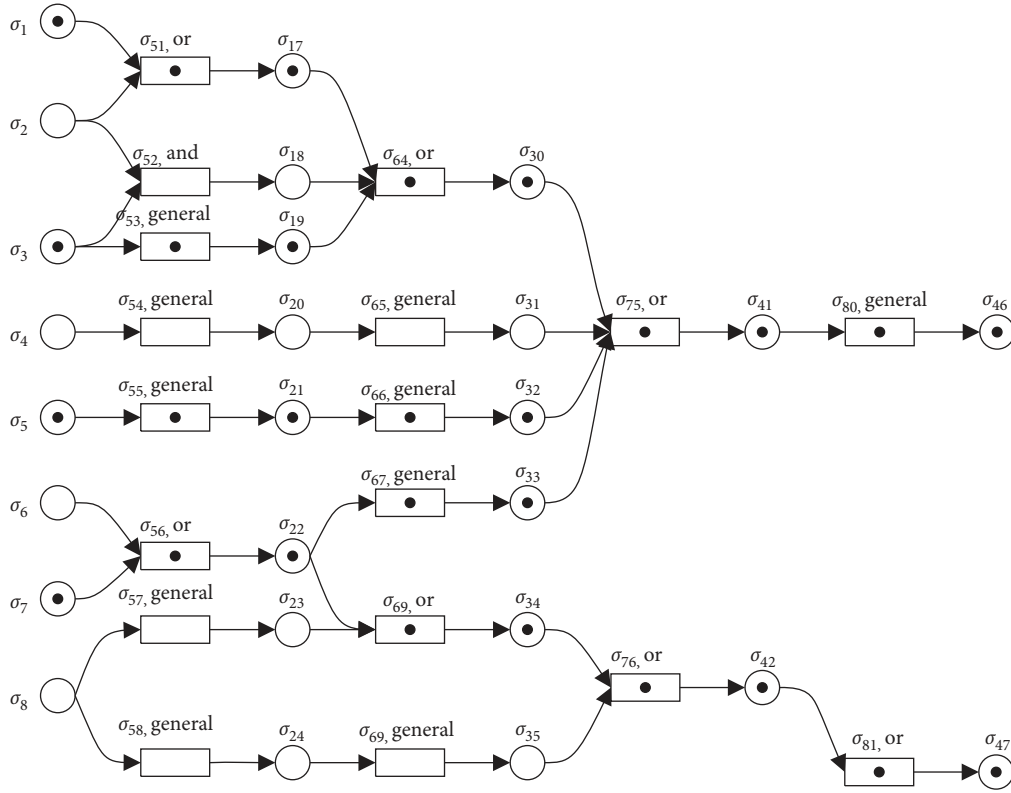 σ1
σ51, or
σ17
σ2
σ52, and
σ18
σ64, or
σ30
σ3
σ53, general
σ19
σ4
σ54, general
σ20
σ65, general
σ31
σ75, or
σ41
σ80, general
σ46
σ5
σ55, general
σ21
σ66, general
σ32
σ6
σ67, general
σ33
σ56, or
σ22
σ7
σ57, general
σ23
σ69, or
σ34
σ8
σ76, or
σ42
σ58, general
σ24
σ69, general
σ35
σ81, or
σ47